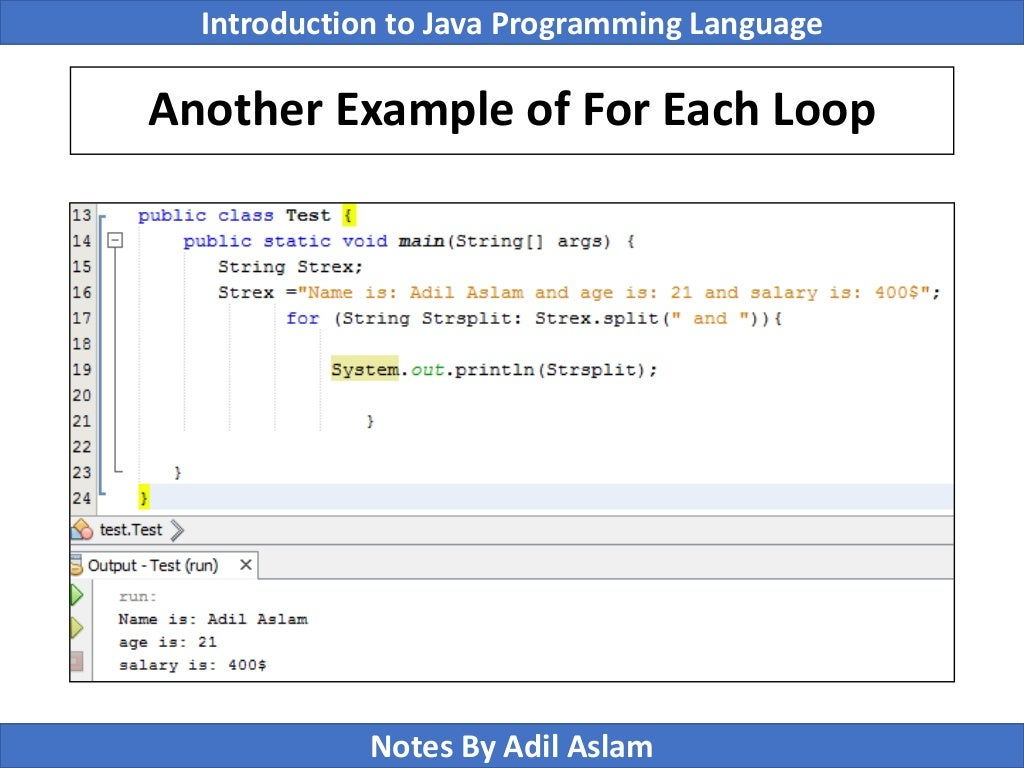 Introduction to Java Programming Language
Another Example of For Each Loop
13 public class Test {
14 public static void main(String[] args) {
15 String Strex;
16 Strex ="Name is: Adil Aslam and age is: 21 and salary is: 400$";
17 for (String Strsplit: Strex.split(" and ")){
18
19 System.out.println(Strsplit);
20
21 }
22
23 }
24 }
test.Test
Output - Test (run)
run:
Name is: Adil Aslam
age is: 21
salary is: 400$
Notes By Adil Aslam